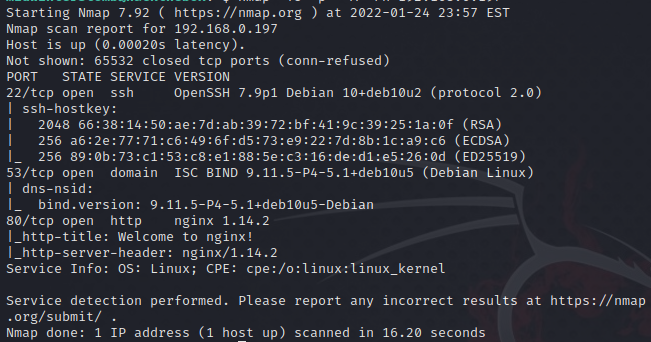 Starting Nmap 7.92 ( https://nmap.org ) at 2022-01-24 23:57 EST
Nmap scan report for 192.168.0.197
Host is up (0.00020s latency).
Not shown: 65532 closed tcp ports (conn-refused)
PORT   STATE SERVICE VERSION
22/tcp open  ssh     OpenSSH 7.9p1 Debian 10+deb10u2 (protocol 2.0)
| ssh-hostkey:
|   2048 66:38:14:50:ae:7d:ab:39:72:bf:41:9c:39:25:1a:0f (RSA)
|   256 a6:2e:77:71:c6:49:6f:d5:73:e9:22:7d:8b:1c:a9:c6 (ECDSA)
|_  256 89:0b:73:c1:53:c8:e1:88:5e:c3:16:de:d1:e5:26:0d (ED25519)
53/tcp open  domain  ISC BIND 9.11.5-P4-5.1+deb10u5 (Debian Linux)
| dns-nsid:
|_  bind.version: 9.11.5-P4-5.1+deb10u5-Debian
80/tcp open  http    nginx 1.14.2
|_http-title: Welcome to nginx!
|_http-server-header: nginx/1.14.2
Service Info: OS: Linux; CPE: cpe:/o:linux:linux_kernel
Service detection performed. Please report any incorrect results at https://nmap
.org/submit/ .
Nmap done: 1 IP address (1 host up) scanned in 16.20 seconds